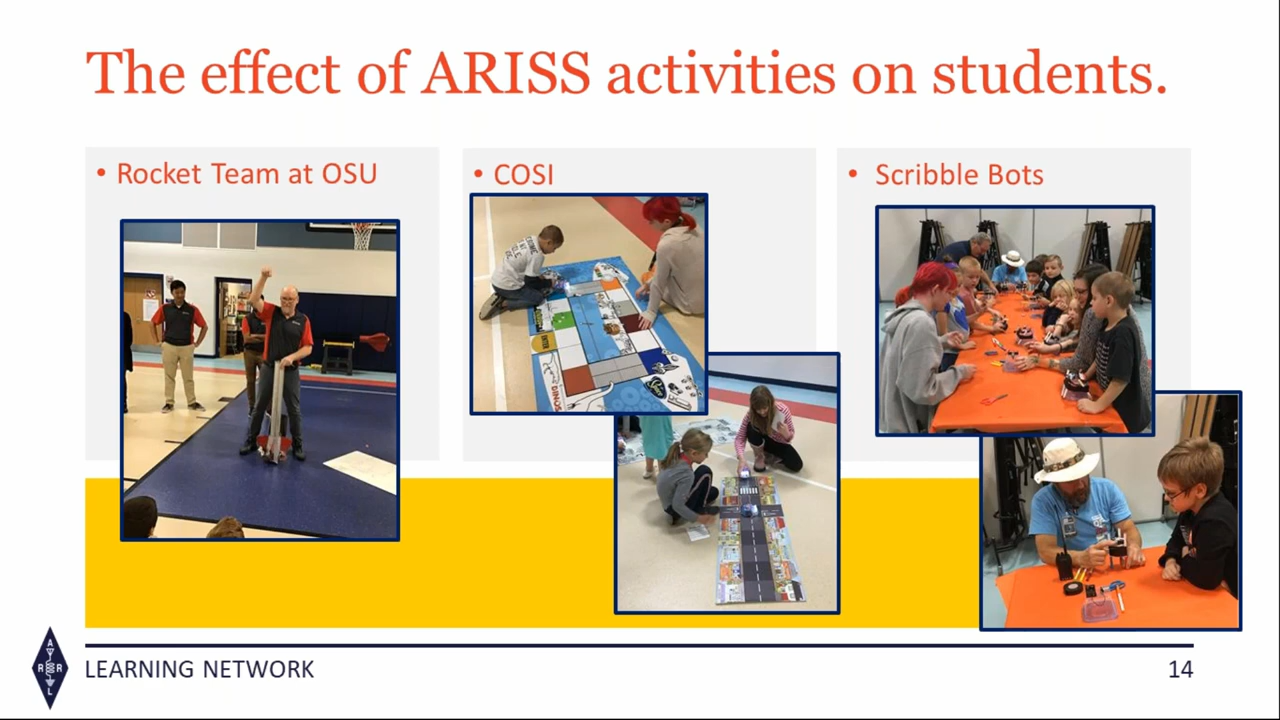 The effect of ARISS activities on students.
• Rocket Team at OSU
• COSI
• Scribble Bots
A
R R
L
LEARNING NETWORK
14